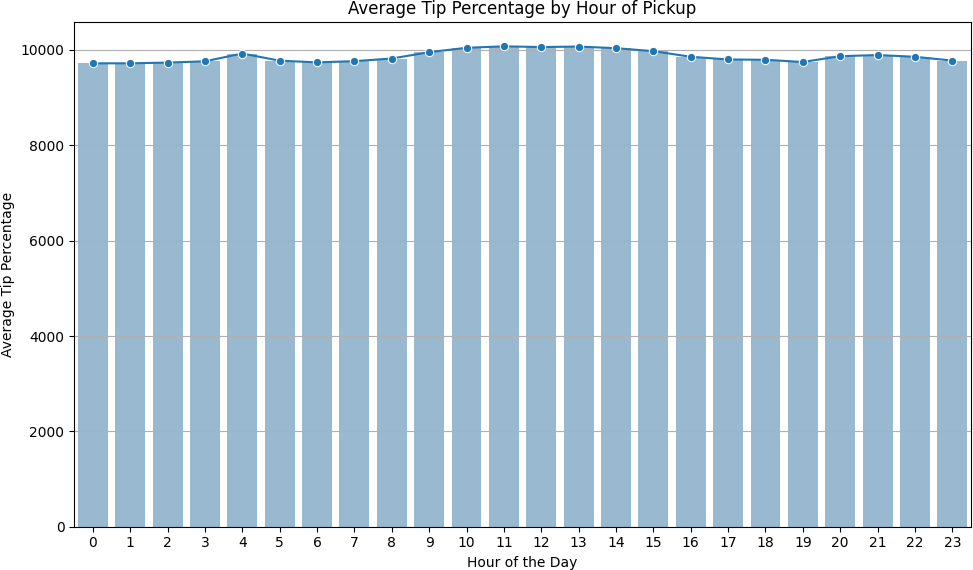 Average Tip Percentage by Hour of Pickup
10000
8000
6000
4000
2000
0
Average Tip Percentage
0 1 2 3 4 5 6 7 8 9 10 11 12 13 14 15 16 17 18 19 20 21 22 23
Hour of the Day